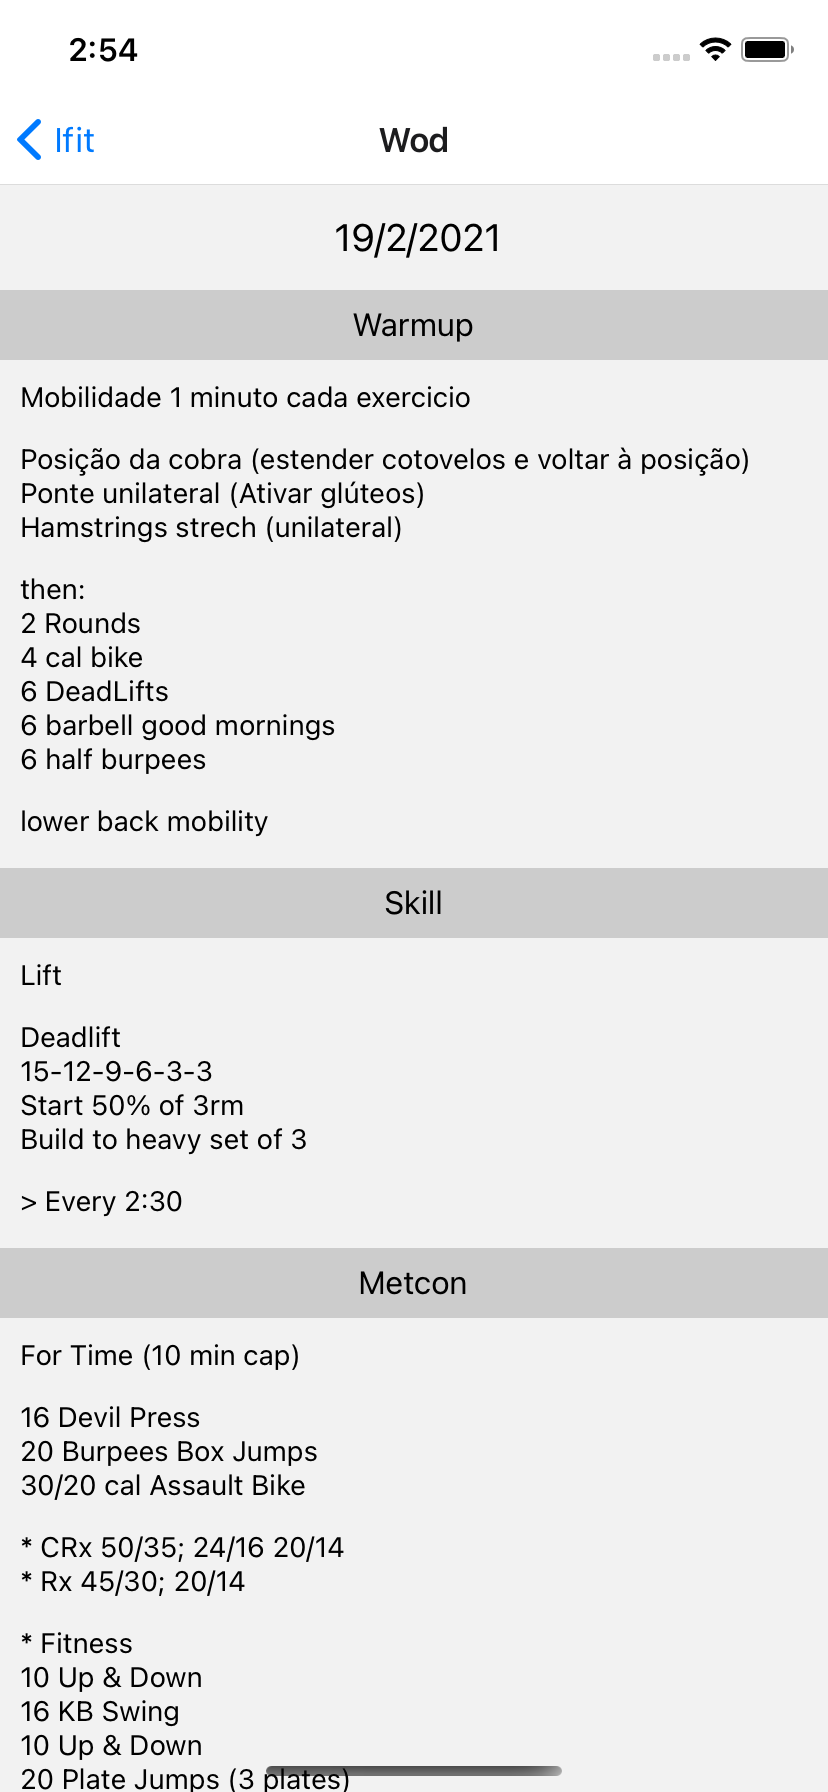 2:54
Ifit
Wod
19/2/2021
Warmup
Mobilidade 1 minuto cada exercicio
Posição da cobra (estender cotovelos e voltar à posição)
Ponte unilateral (Ativar glúteos)
Hamstrings strech (unilateral)
then:
2 Rounds
4 cal bike
6 DeadLifts
6 barbell good mornings
6 half burpees
lower back mobility
Skill
Lift
Deadlift
15-12-9-6-3-3
Start 50% of 3rm
Build to heavy set of 3
> Every 2:30
Metcon
For Time (10 min cap)
16 Devil Press
20 Burpees Box Jumps
30/20 cal Assault Bike
* CRx 50/35; 24/16 20/14
* Rx 45/30; 20/14
* Fitness
10 Up & Down
16 KB Swing
10 Up & Down
20 Plate Jumps (3 plates)